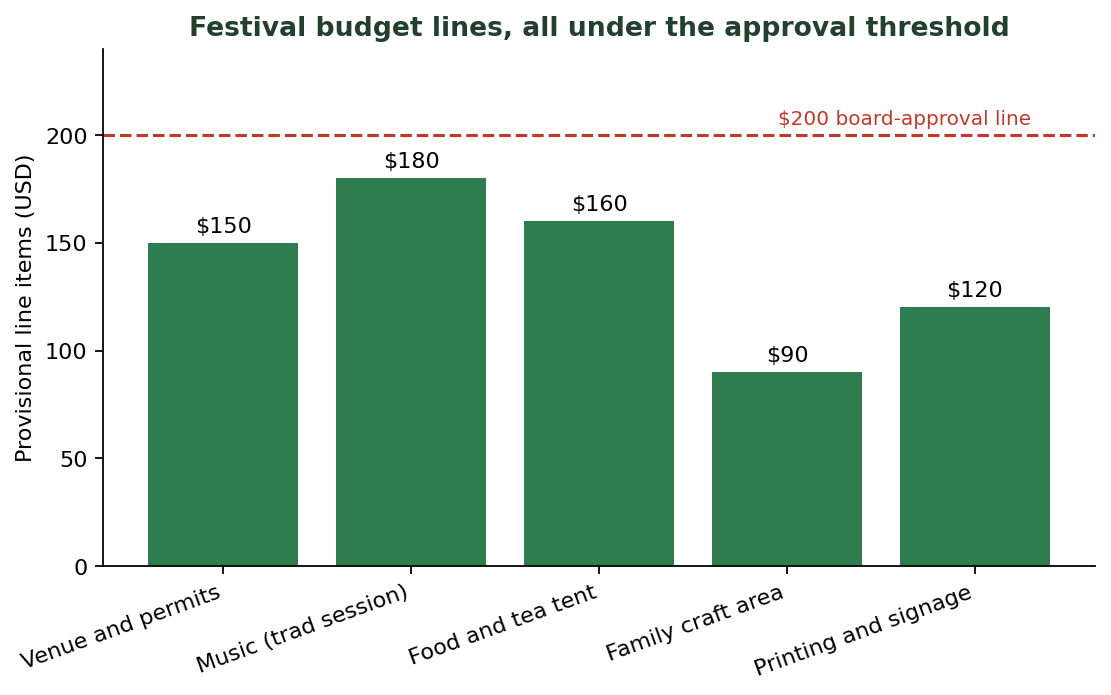 Festival budget lines, all under the approval threshold
Provisional line items (USD)
200
150
100
50
0
$200 board-approval line
$150
$180
$160
$90
$120
Venue and permits
Music (trad session)
Food and tea tent
Family craft area
Printing and signage